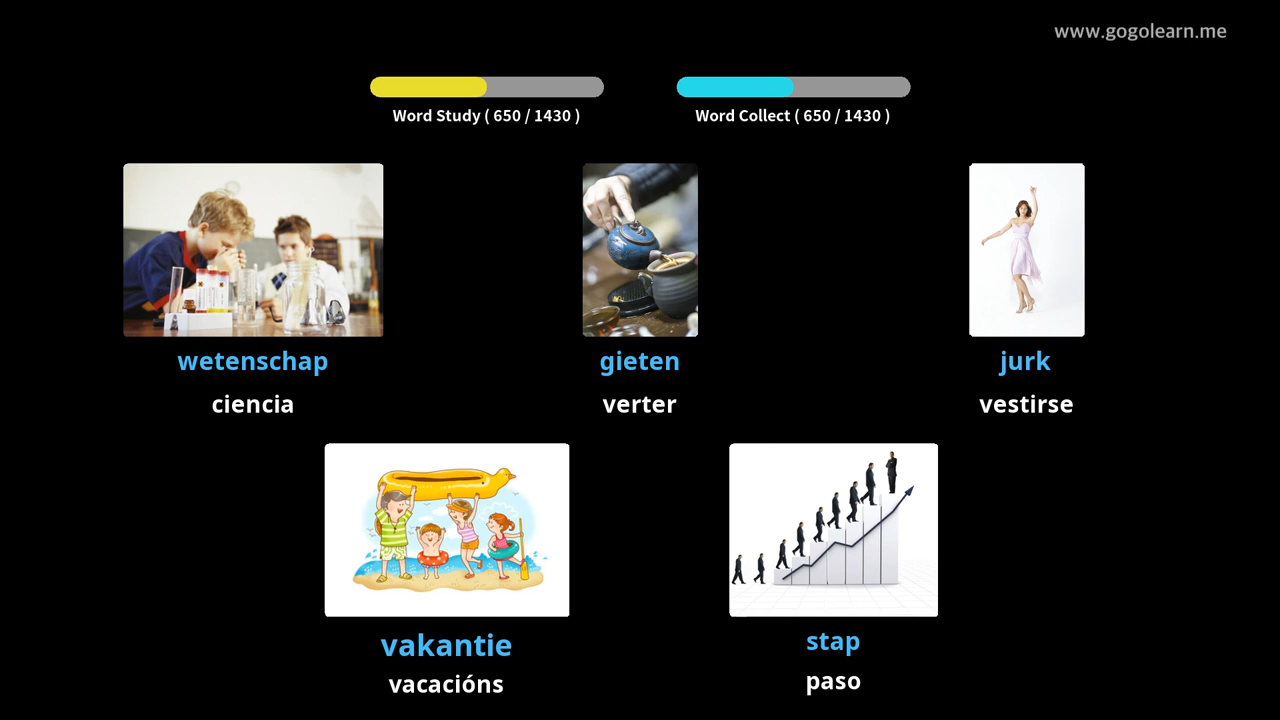 www.gogolearn.me
Word Study ( 650 / 1430 )
Word Collect ( 650 / 1430 )
wetenschap
ciencia
gieten
verter
jurk
vestirse
vakantie
vacacións
stap
paso